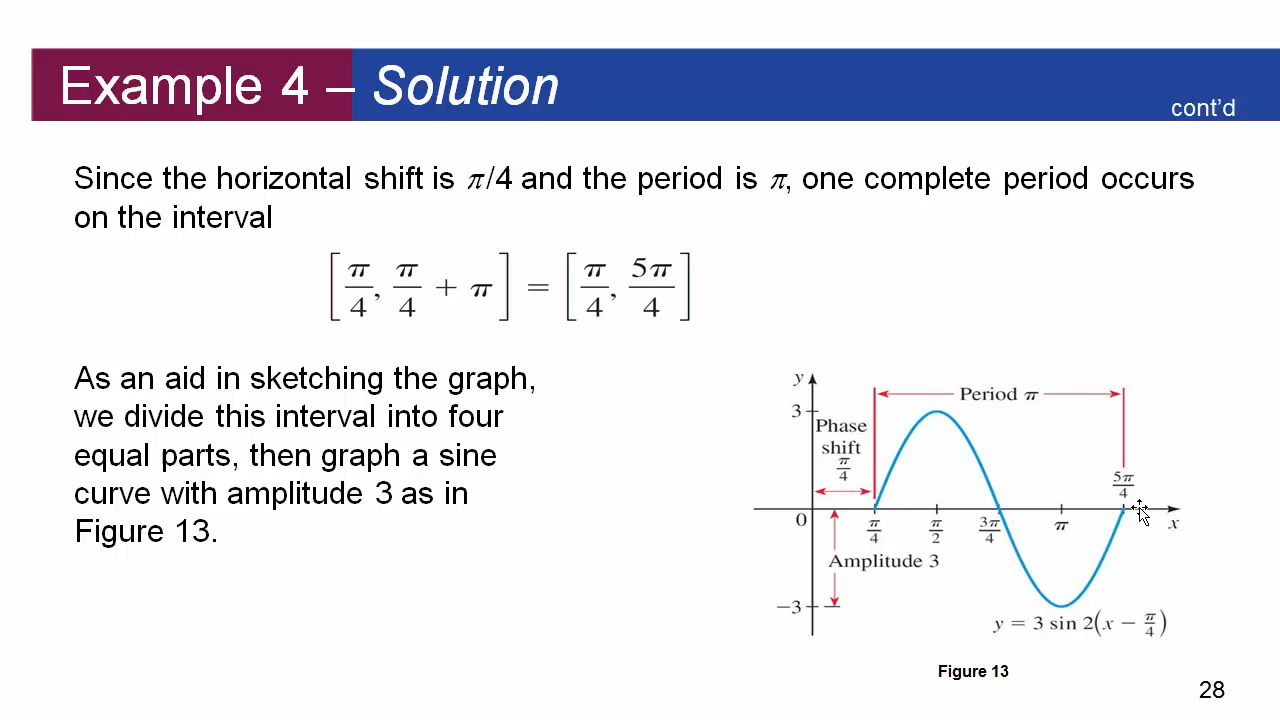 Example 4 – Solution
cont'd
Since the horizontal shift is π/4 and the period is π, one complete period occurs
on the interval
[π/4, π/4 + π] = [π/4, 5π/4]
As an aid in sketching the graph,
we divide this interval into four
equal parts, then graph a sine
curve with amplitude 3 as in
Figure 13.
y
Period π
3
Phase
shift
π/4
5π/4
0
π/4
π/2
3π/4
π
x
Amplitude 3
−3
y = 3 sin 2(x − π/4)
Figure 13
28